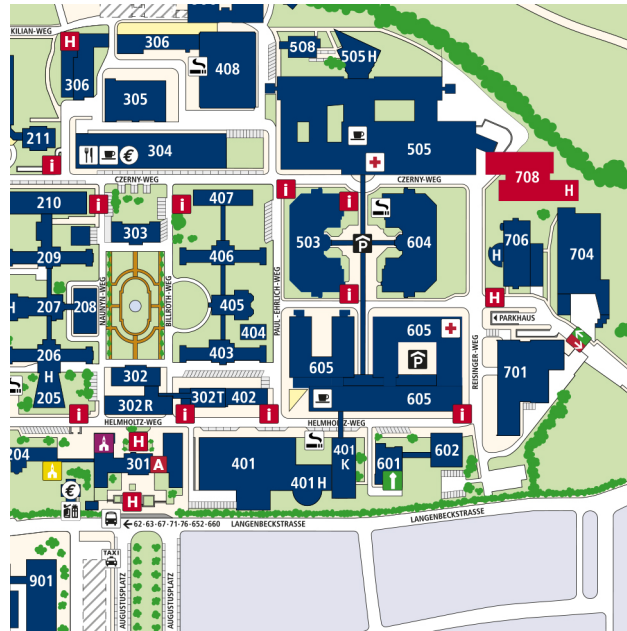 KILIAN-WEG
H
306
306
408
508
505 H
305
211
304
€
505
i
CZERNY-WEG
CZERNY-WEG
708
H
210
i
i
407
i
i
303
503
P
604
706
H
704
209
406
NAUNYN-WEG
BILLROTH-WEG
PAUL-EHRLICH-WEG
i
H
H
207
208
405
404
PARKHAUS
605
206
403
605
P
REISINGER-WEG
701
H
205
302
302 R
302T
402
605
i
i
i
i
HELMHOLTZ-WEG
HELMHOLTZ-WEG
204
H
301
A
401
401
K
401 H
601
602
€
H
62-63-67-71-76-652-660
LANGENBECKSTRASSE
LANGENBECKSTRASSE
TAXI
901
AUGUSTUSPLATZ
AUGUSTUSPLATZ